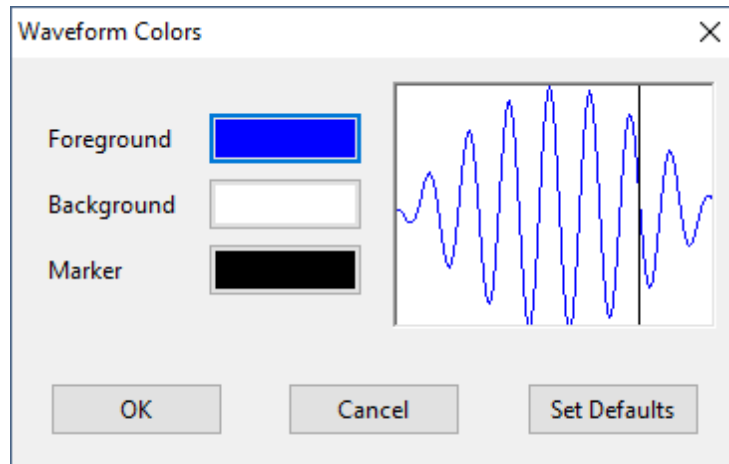 Waveform Colors
Foreground
Background
Marker
OK
Cancel
Set Defaults